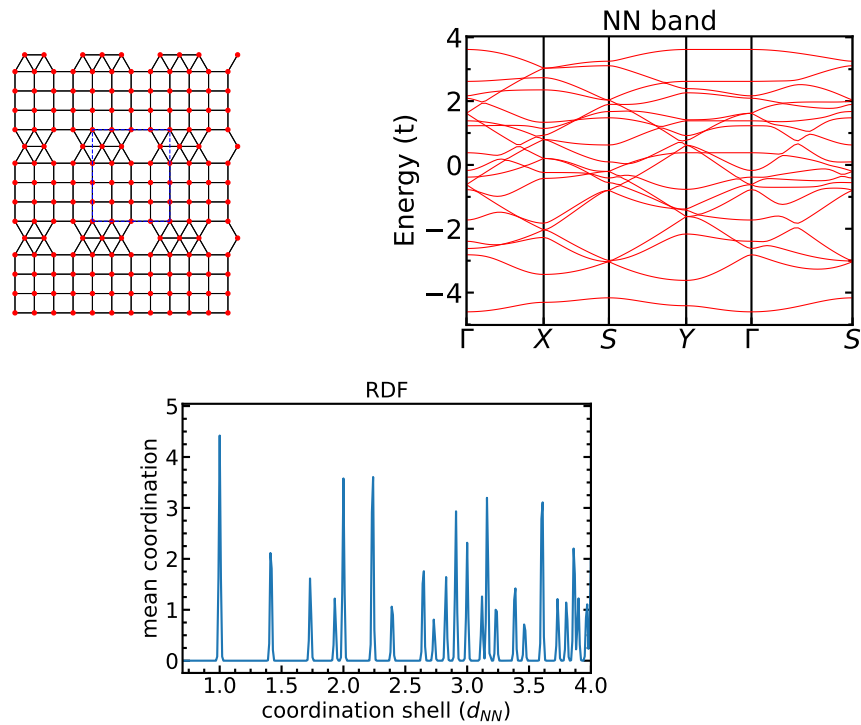 NN band
Energy (t)
4
2
0
−2
−4
Γ X S Y Γ S
RDF
mean coordination
5
4
3
2
1
0
1.0 1.5 2.0 2.5 3.0 3.5 4.0
coordination shell (d_NN)